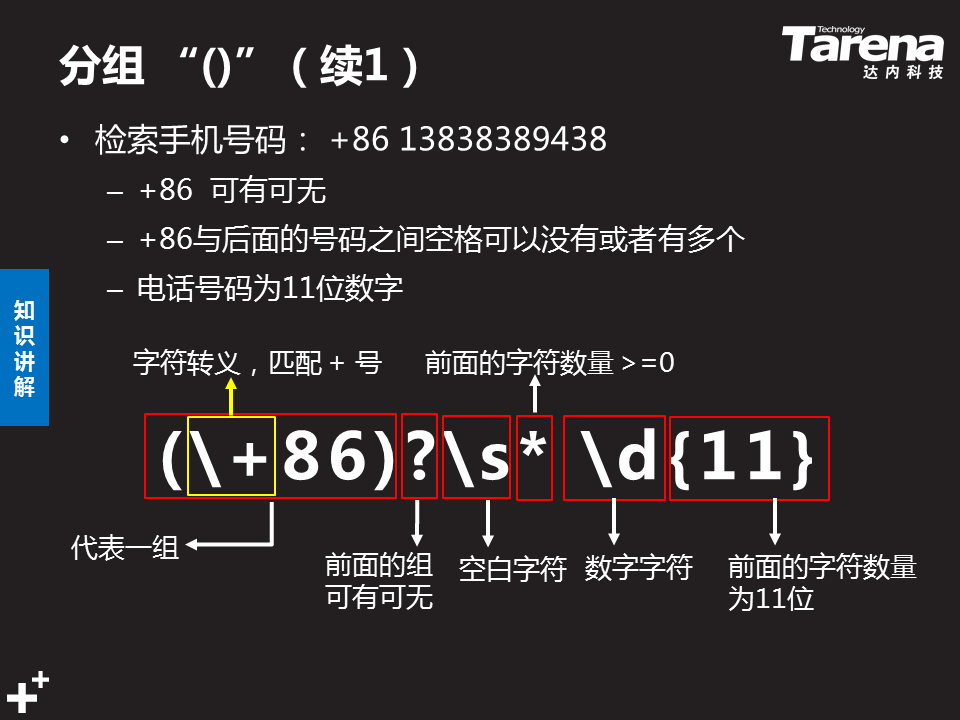 分组 “()”（续1）
Technology
Tarena
达内科技
• 检索手机号码： +86 13838389438
– +86 可有可无
– +86与后面的号码之间空格可以没有或者有多个
– 电话号码为11位数字
知
识
讲
解
字符转义，匹配 + 号
前面的字符数量 >=0
(\+86)?\s* \d{11}
代表一组
前面的组
可有可无
空白字符
数字字符
前面的字符数量
为11位